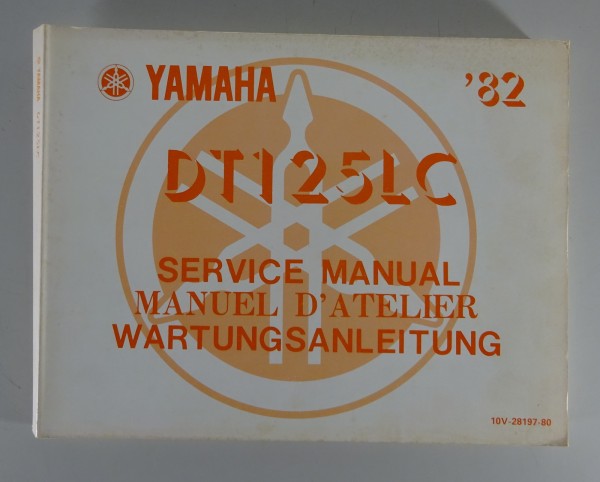 YAMAHA '82
DT125LC
SERVICE MANUAL
MANUEL D'ATELIER
WARTUNGSANLEITUNG
10V-28197-80